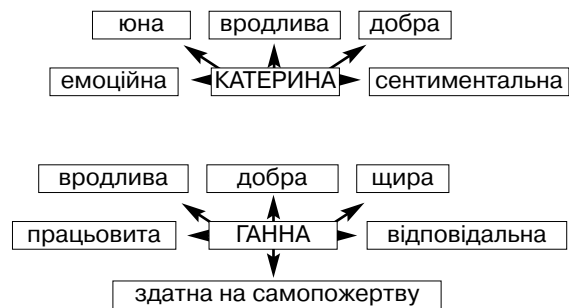 юна вродлива добра
емоційна КАТЕРИНА сентиментальна
вродлива добра щира
працьовита ГАННА відповідальна
здатна на самопожертву